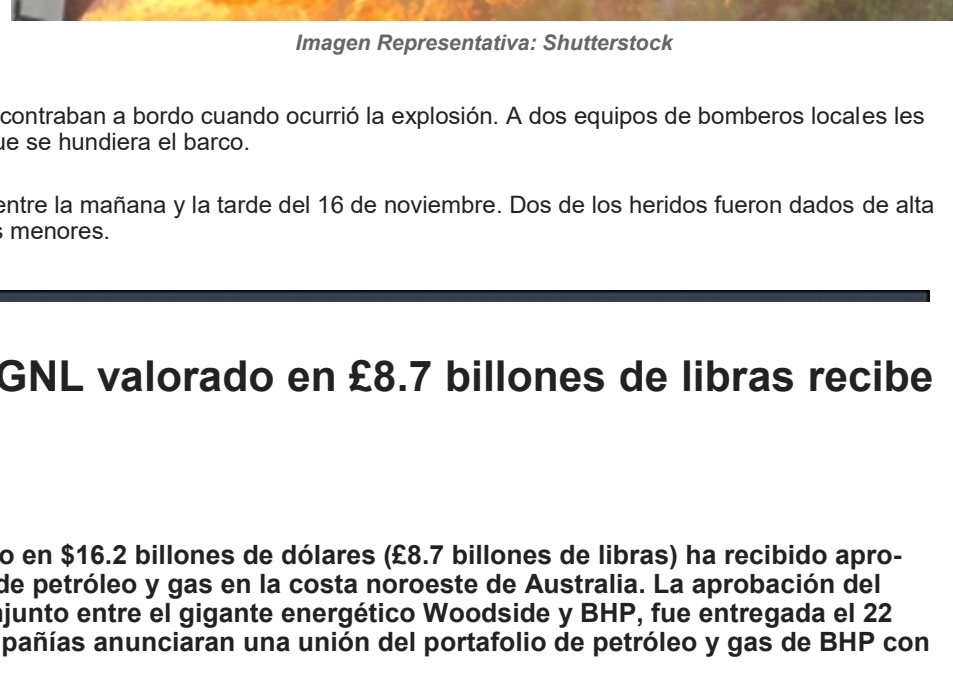 Imagen Representativa: Shutterstock
contraban a bordo cuando ocurrió la explosión. A dos equipos de bomberos locales les
ue se hundiera el barco.
entre la mañana y la tarde del 16 de noviembre. Dos de los heridos fueron dados de alta
s menores.
GNL valorado en £8.7 billones de libras recibe
o en $16.2 billones de dólares (£8.7 billones de libras) ha recibido apro-
de petróleo y gas en la costa noroeste de Australia. La aprobación del
njunto entre el gigante energético Woodside y BHP, fue entregada el 22
pañías anunciaran una unión del portafolio de petróleo y gas de BHP con